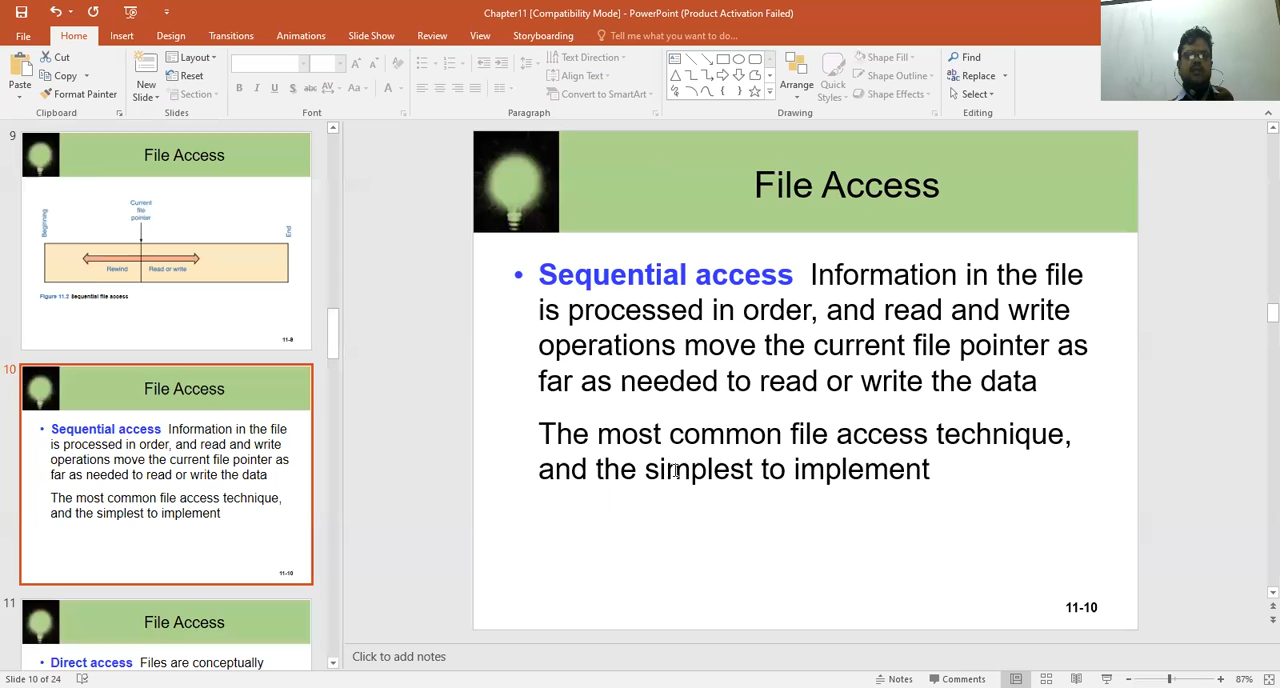 Chapter11 [Compatibility Mode] - PowerPoint (Product Activation Failed)
File Home Insert Design Transitions Animations Slide Show Review View Storyboarding Tell me what you want to do...
Paste
Cut
Copy
Format Painter
Clipboard
New
Slide
Layout
Reset
Section
Slides
B I U S abc AV Aa A
Font
Text Direction
Align Text
Convert to SmartArt
Paragraph
Arrange
Quick
Styles
Shape Fill
Shape Outline
Shape Effects
Drawing
Find
Replace
Select
Editing
9
File Access
Beginning
Current
file
pointer
End
Rewind
Read or write
Figure 11.2 Sequential file access
11-9
10
File Access
• Sequential access Information in the file
is processed in order, and read and write
operations move the current file pointer as
far as needed to read or write the data
The most common file access technique,
and the simplest to implement
11-10
11
File Access
• Direct access Files are conceptually
File Access
• Sequential access Information in the file
is processed in order, and read and write
operations move the current file pointer as
far as needed to read or write the data
The most common file access technique,
and the simplest to implement
11-10
Click to add notes
Slide 10 of 24
Notes
Comments
87%